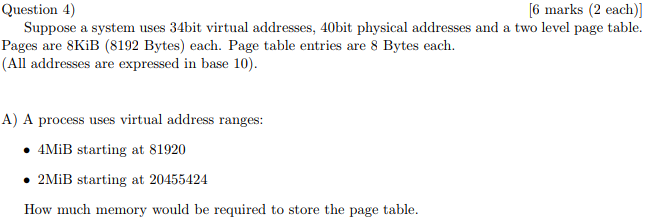 Question 4) [6 marks (2 each)]
Suppose a system uses 34bit virtual addresses, 40bit physical addresses and a two level page table.
Pages are 8KiB (8192 Bytes) each. Page table entries are 8 Bytes each.
(All addresses are expressed in base 10).
A) A process uses virtual address ranges:
• 4MiB starting at 81920
• 2MiB starting at 20455424
How much memory would be required to store the page table.